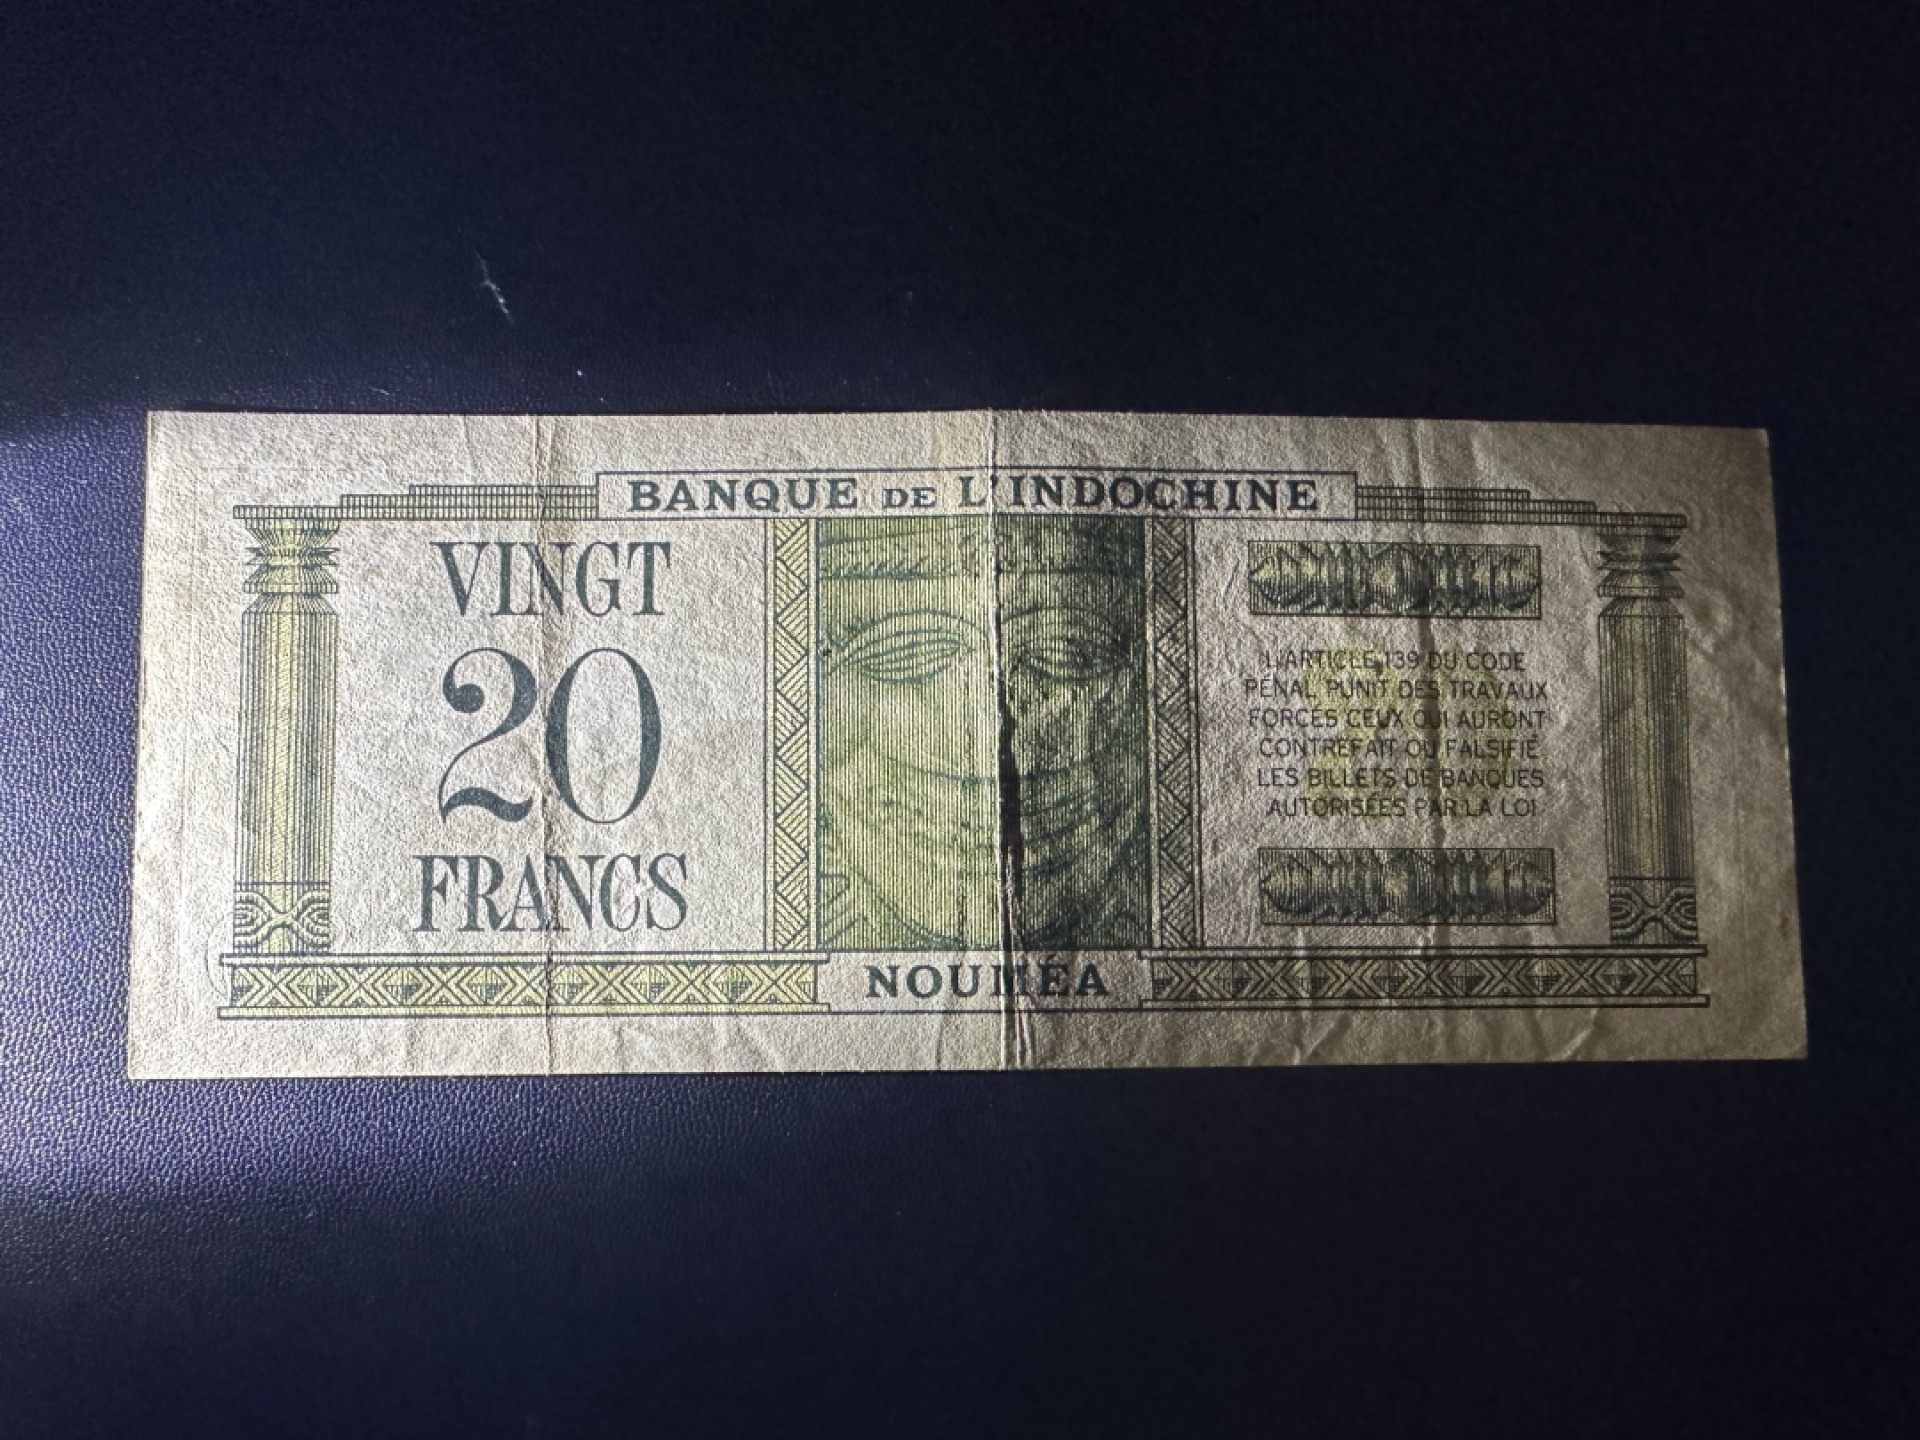 BANQUE DE L'INDOCHINE
VINGT
20
FRANCS
L'ARTICLE 139 DU CODE
PÉNAL PUNIT DES TRAVAUX
FORCÉS CEUX QUI AURONT
CONTREFAIT OU FALSIFIÉ
LES BILLETS DE BANQUES
AUTORISÉES PAR LA LOI
NOUMÉA